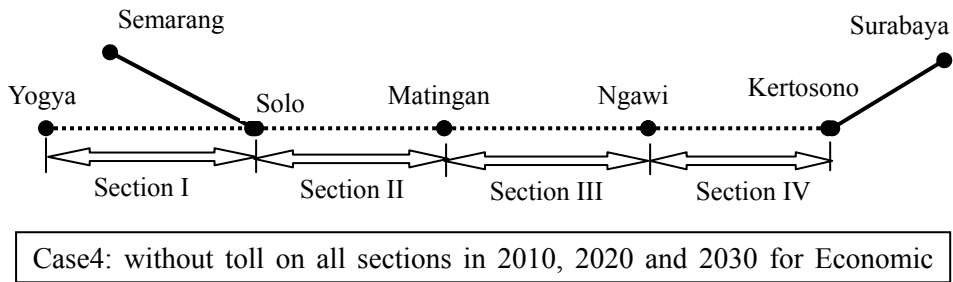 Semarang
Surabaya
Yogya
Solo
Matingan
Ngawi
Kertosono
Section I
Section II
Section III
Section IV
Case4: without toll on all sections in 2010, 2020 and 2030 for Economic